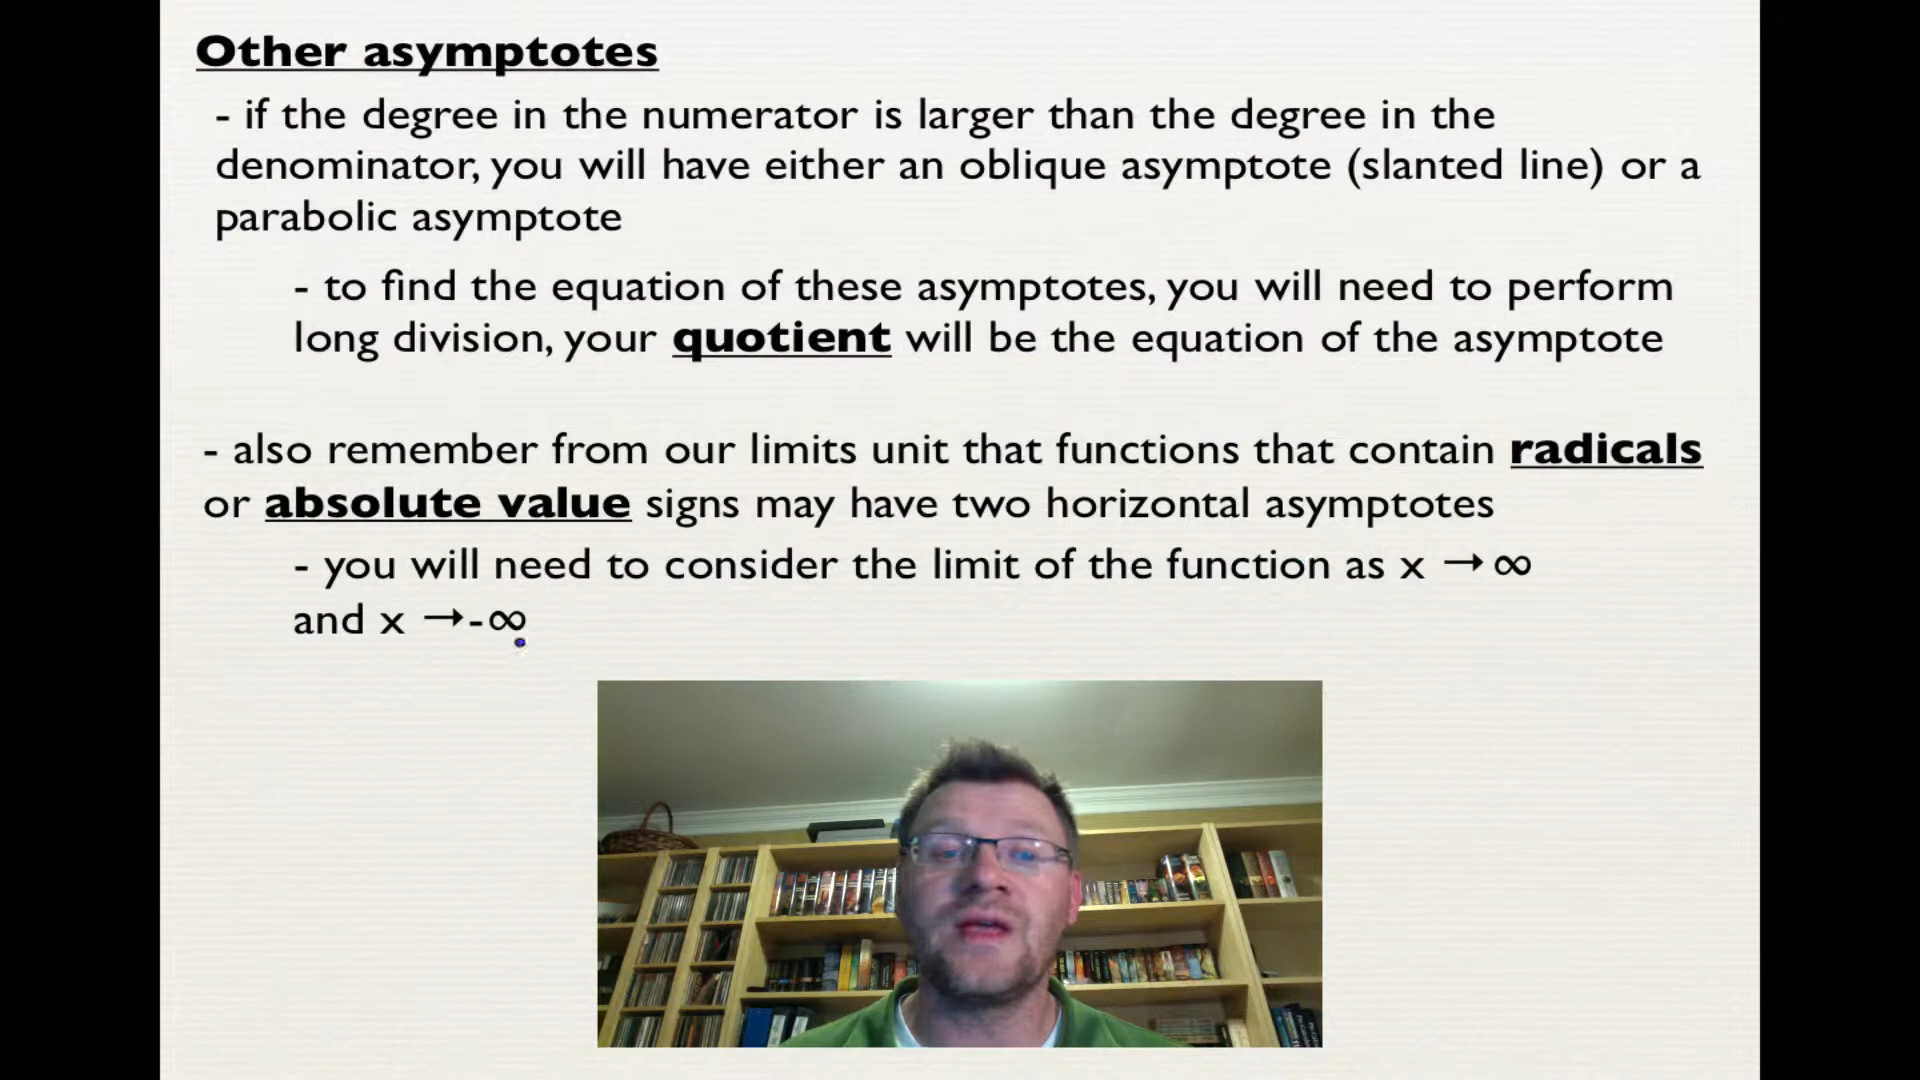 Other asymptotes
- if the degree in the numerator is larger than the degree in the
denominator, you will have either an oblique asymptote (slanted line) or a
parabolic asymptote
- to find the equation of these asymptotes, you will need to perform
long division, your quotient will be the equation of the asymptote
- also remember from our limits unit that functions that contain radicals
or absolute value signs may have two horizontal asymptotes
- you will need to consider the limit of the function as x →∞
and x →-∞